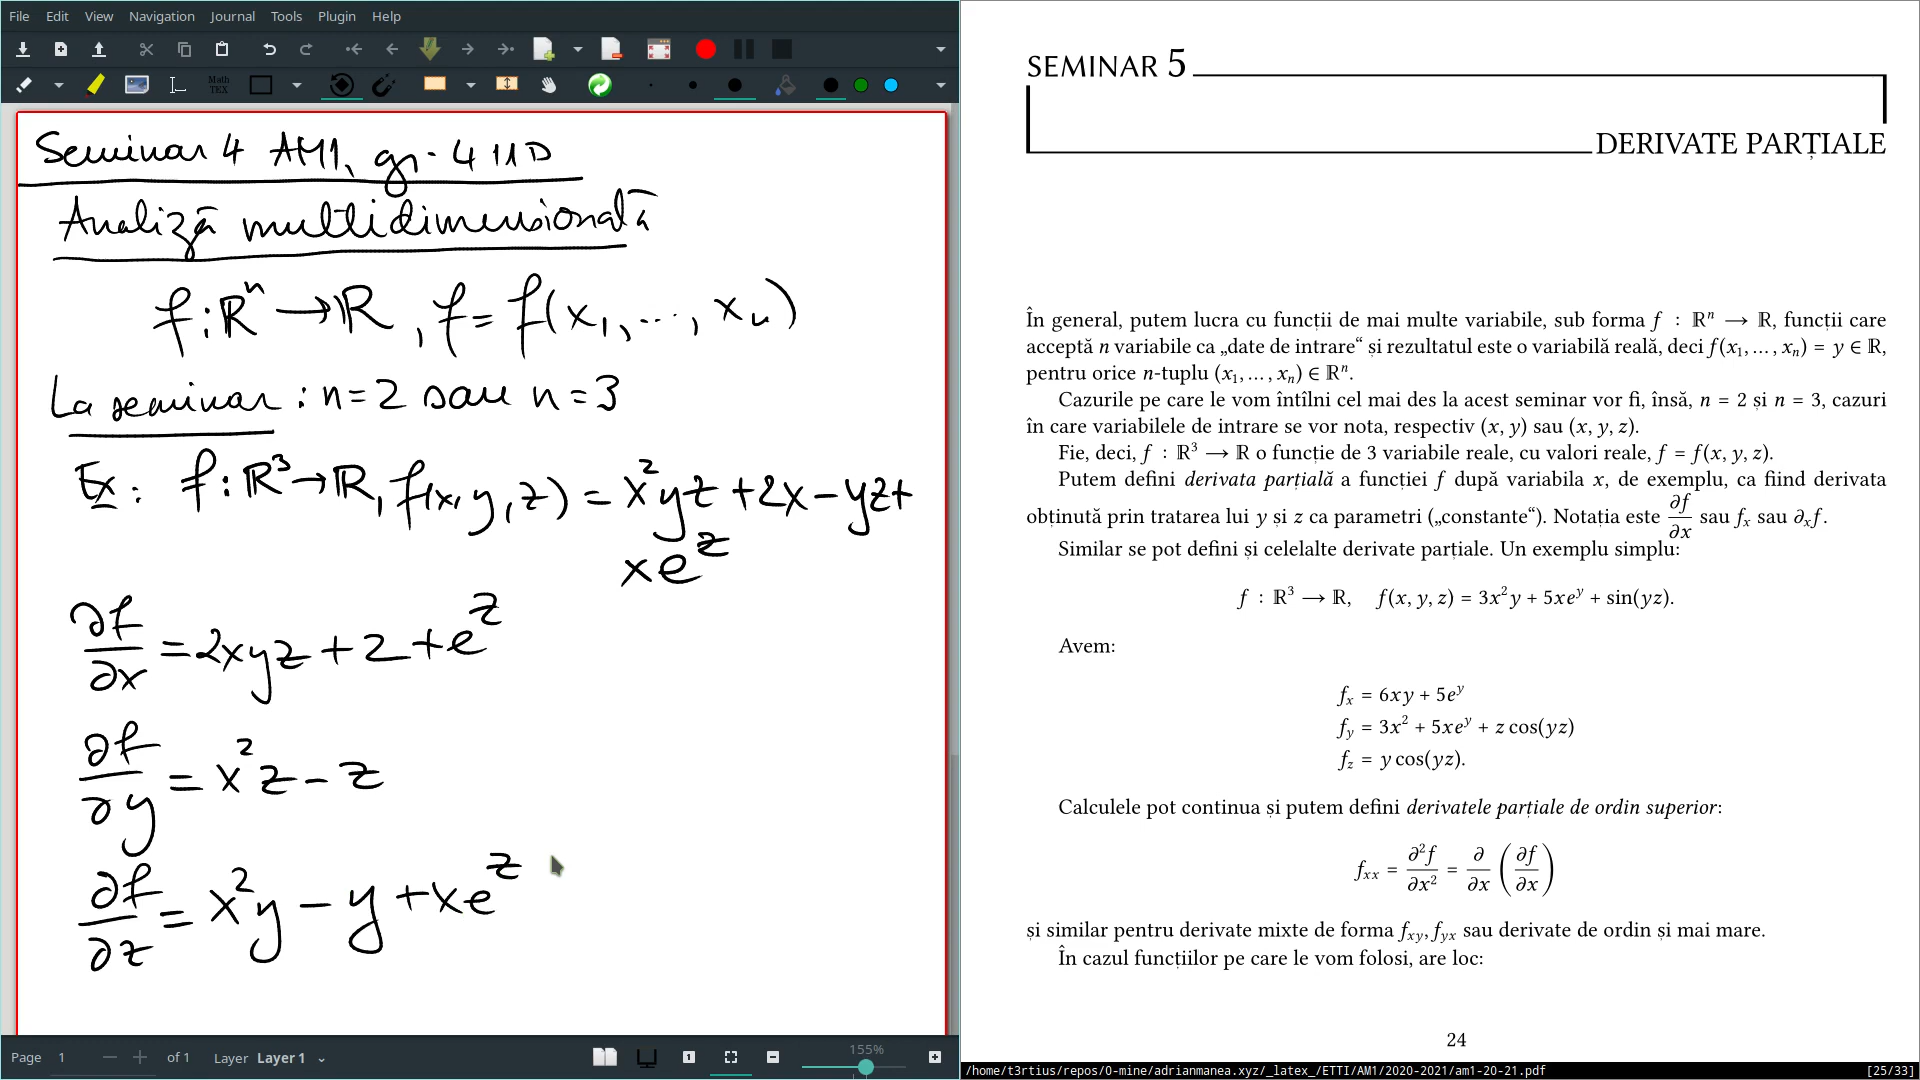 File Edit View Navigation Journal Tools Plugin Help
Math TEX
Seminar 4 AM1, gr. 411D
Analiză multidimensională
f : ℝⁿ → ℝ, f = f(x₁, ..., xₙ)
La seminar : n = 2 sau n = 3
Ex : f : ℝ³ → ℝ, f(x, y, z) = x²yz + 2x − yz +
xe^z
∂f/∂x = 2xyz + 2 + e^z
∂f/∂y = x²z − z
∂f/∂z = x²y − y + xe^z
Page 1 of 1 Layer Layer 1 155%
SEMINAR 5
DERIVATE PARȚIALE
În general, putem lucra cu funcții de mai multe variabile, sub forma f : ℝⁿ ⟶ ℝ, funcții care
acceptă n variabile ca „date de intrare“ și rezultatul este o variabilă reală, deci f(x₁, … , xₙ) = y ∈ ℝ,
pentru orice n-tuplu (x₁, … , xₙ) ∈ ℝⁿ.
Cazurile pe care le vom întîlni cel mai des la acest seminar vor fi, însă, n = 2 și n = 3, cazuri
în care variabilele de intrare se vor nota, respectiv (x, y) sau (x, y, z).
Fie, deci, f : ℝ³ ⟶ ℝ o funcție de 3 variabile reale, cu valori reale, f = f(x, y, z).
Putem defini derivata parțială a funcției f după variabila x, de exemplu, ca fiind derivata
obținută prin tratarea lui y și z ca parametri („constante“). Notația este ∂f/∂x sau fₓ sau ∂ₓf.
Similar se pot defini și celelalte derivate parțiale. Un exemplu simplu:
f : ℝ³ → ℝ, f(x, y, z) = 3x²y + 5xe^y + sin(yz).
Avem:
f_x = 6xy + 5e^y
f_y = 3x² + 5xe^y + z cos(yz)
f_z = y cos(yz).
Calculele pot continua și putem defini derivatele parțiale de ordin superior:
f_xx = ∂²f/∂x² = ∂/∂x (∂f/∂x)
și similar pentru derivate mixte de forma f_xy, f_yx sau derivate de ordin și mai mare.
În cazul funcțiilor pe care le vom folosi, are loc:
24
/home/t3rtius/repos/0-mine/adrianmanea.xyz/_latex_/ETTI/AM1/2020-2021/am1-20-21.pdf [25/33]